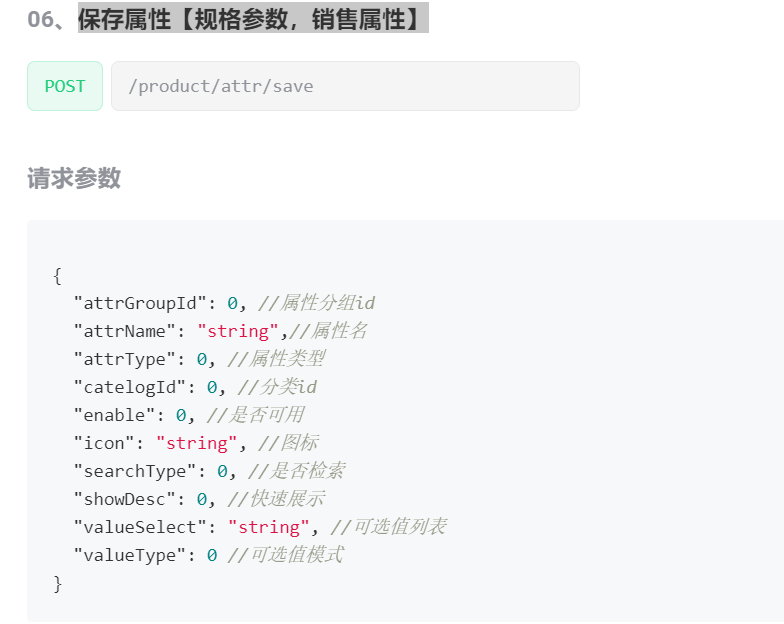 06、保存属性【规格参数，销售属性】
POST /product/attr/save
请求参数
{
"attrGroupId": 0, //属性分组id
"attrName": "string",//属性名
"attrType": 0, //属性类型
"catelogId": 0, //分类id
"enable": 0, //是否可用
"icon": "string", //图标
"searchType": 0, //是否检索
"showDesc": 0, //快速展示
"valueSelect": "string", //可选值列表
"valueType": 0 //可选值模式
}